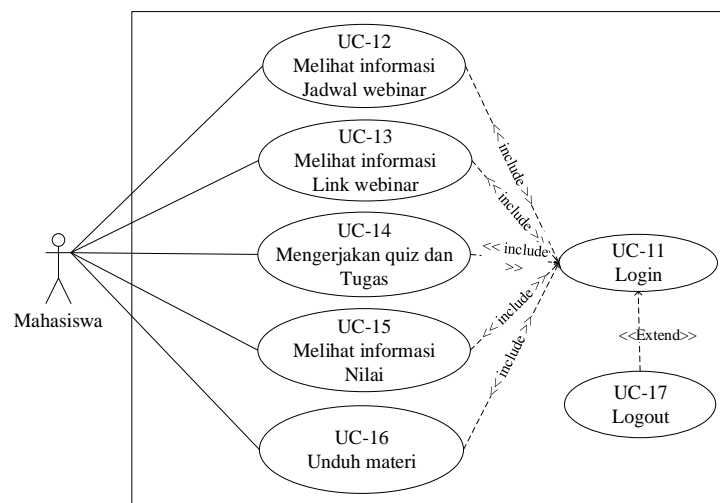 UC-12
Melihat informasi
Jadwal webinar
<< include >>
UC-13
Melihat informasi
Link webinar
<< include >>
UC-14
Mengerjakan quiz dan
Tugas
<< include
>>
UC-11
Login
Mahasiswa
UC-15
Melihat informasi
Nilai
<< include >>
<<Extend>>
UC-16
Unduh materi
<< include >>
UC-17
Logout